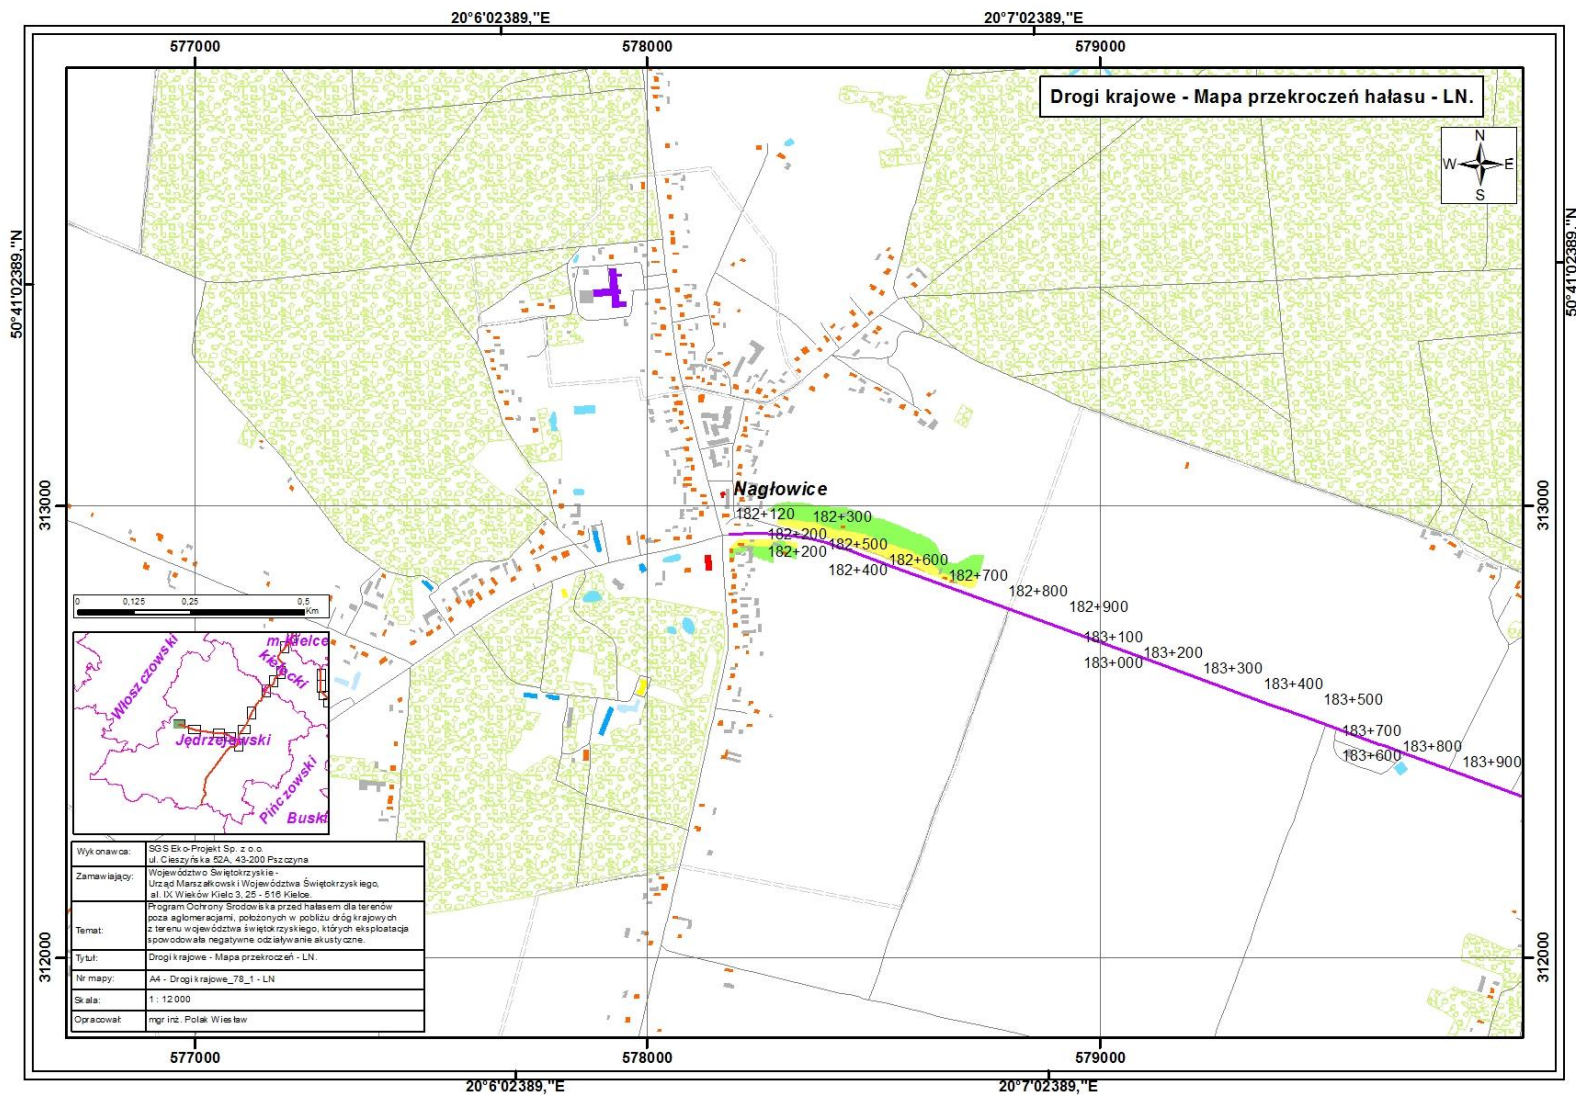 20°6'02389,"E
20°7'02389,"E
577000
578000
579000
Drogi krajowe - Mapa przekroczeń hałasu - LN.
N
W
E
S
50°41'02389,"N
50°41'02389,"N
313000
313000
Nagłowice
182+120
182+300
182+200
182+500
182+200
182+400
182+600
182+700
182+800
182+900
183+100
183+000
183+200
183+300
183+400
183+500
183+700
183+600
183+800
183+900
0
0,125
0,25
0,5
Km
m. Kielce
kielecki
Włoszczowski
Jędrzejowski
Pińczowski
Buski
Wykonawca:
SGS Eko-Projekt Sp. z o.o.
ul. Cieszyńska 52A, 43-200 Pszczyna
Zamawiający:
Województwo Świętokrzyskie -
Urząd Marszałkowski Województwa Świętokrzyskiego,
al. IX Wieków Kielc 3, 25 - 516 Kielce.
Temat:
Program Ochrony Środowiska przed hałasem dla terenów
poza aglomeracjami, położonych w pobliżu dróg krajowych
z terenu województwa świętokrzyskiego, których eksploatacja
spowodowała negatywne odziaływanie akustyczne.
Tytuł:
Drogi krajowe - Mapa przekroczeń - LN.
Nr mapy:
A4 - Drogi krajowe_78_1 - LN
Skala:
1 : 12 000
Opracował:
mgr inż. Polak Wiesław
312000
312000
577000
578000
579000
20°6'02389,"E
20°7'02389,"E